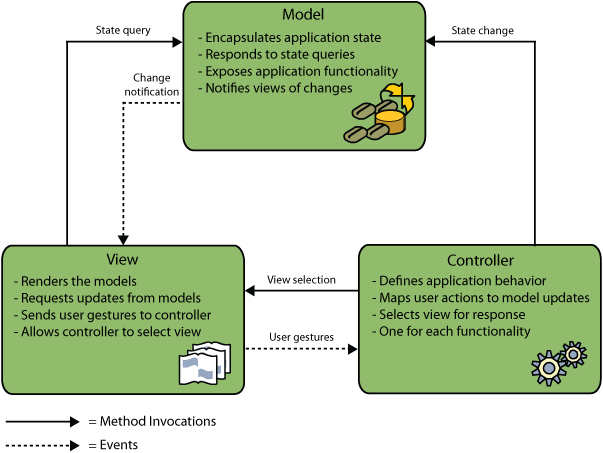 Model
- Encapsulates application state
- Responds to state queries
- Exposes application functionality
- Notifies views of changes
State query
State change
Change
notification
View
- Renders the models
- Requests updates from models
- Sends user gestures to controller
- Allows controller to select view
View selection
User gestures
Controller
- Defines application behavior
- Maps user actions to model updates
- Selects view for response
- One for each functionality
= Method Invocations
= Events